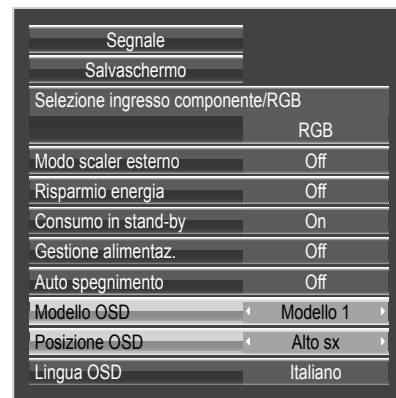 Segnale
Salvaschermo
Selezione ingresso componente/RGB
RGB
Modo scaler esterno Off
Risparmio energia Off
Consumo in stand-by On
Gestione alimentaz. Off
Auto spegnimento Off
Modello OSD Modello 1
Posizione OSD Alto sx
Lingua OSD Italiano